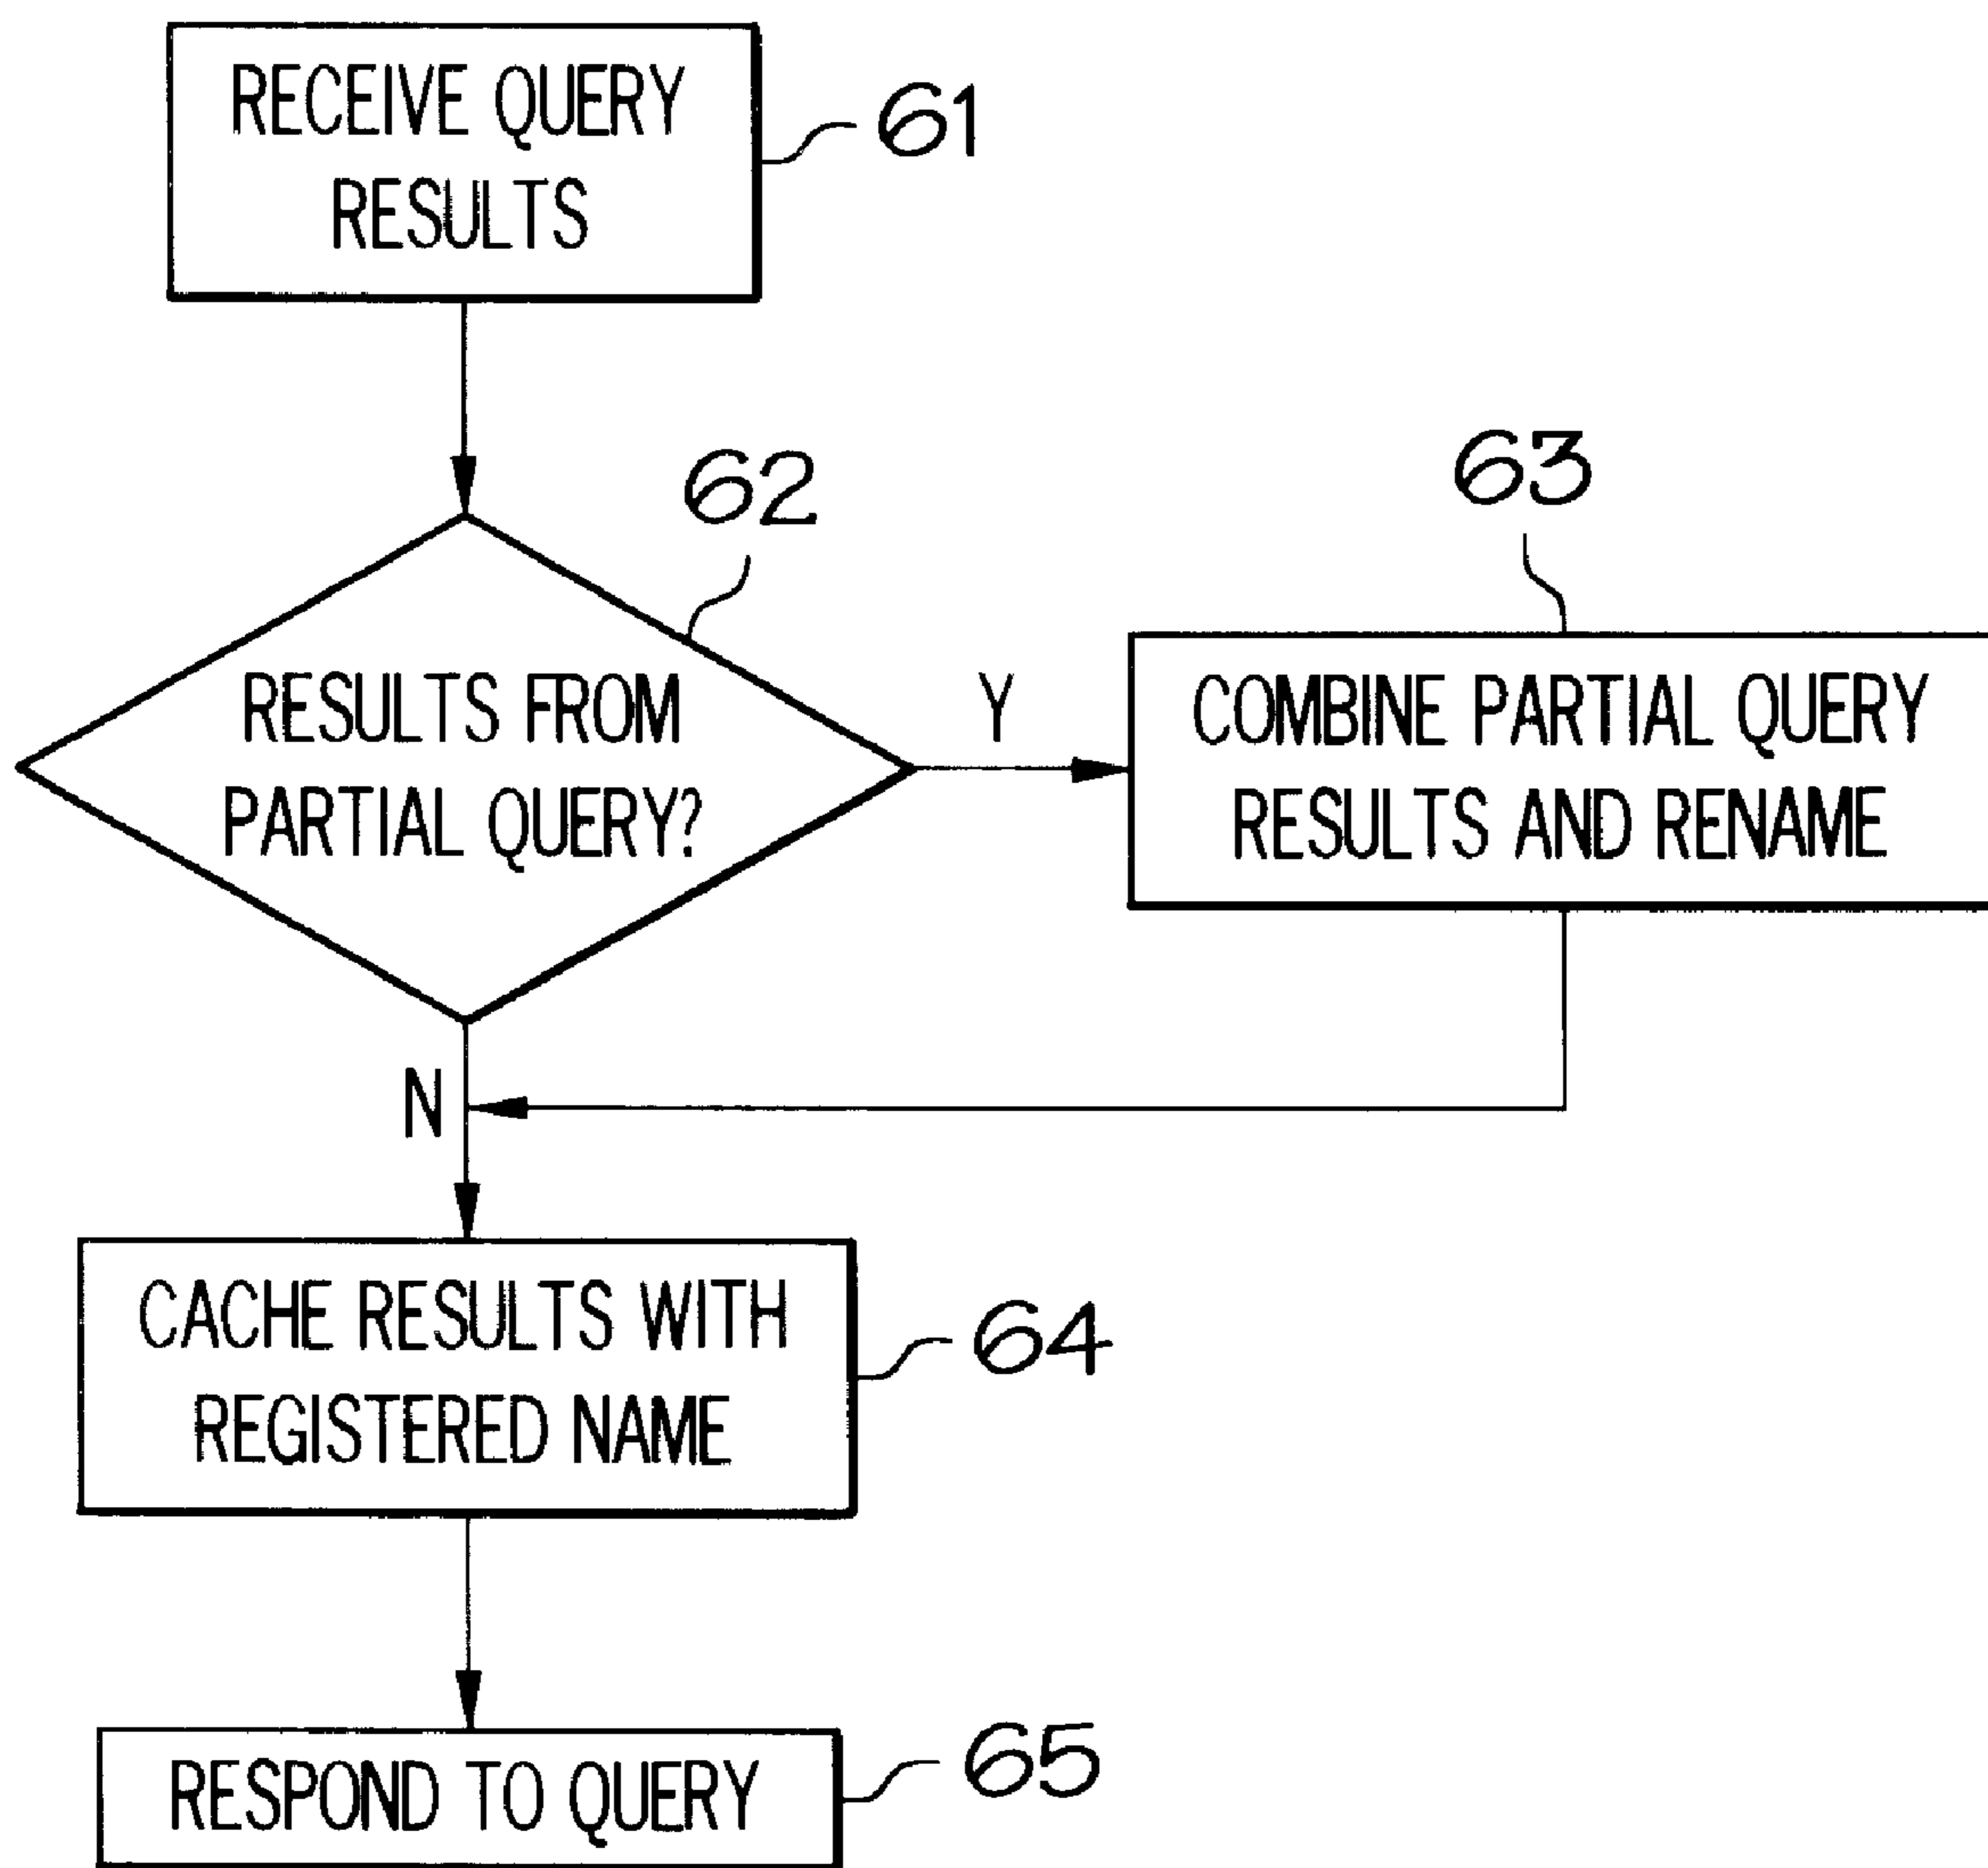 RECEIVE QUERY
RESULTS
61
62
RESULTS FROM
PARTIAL QUERY?
Y
63
COMBINE PARTIAL QUERY
RESULTS AND RENAME
N
CACHE RESULTS WITH
REGISTERED NAME
64
RESPOND TO QUERY
65